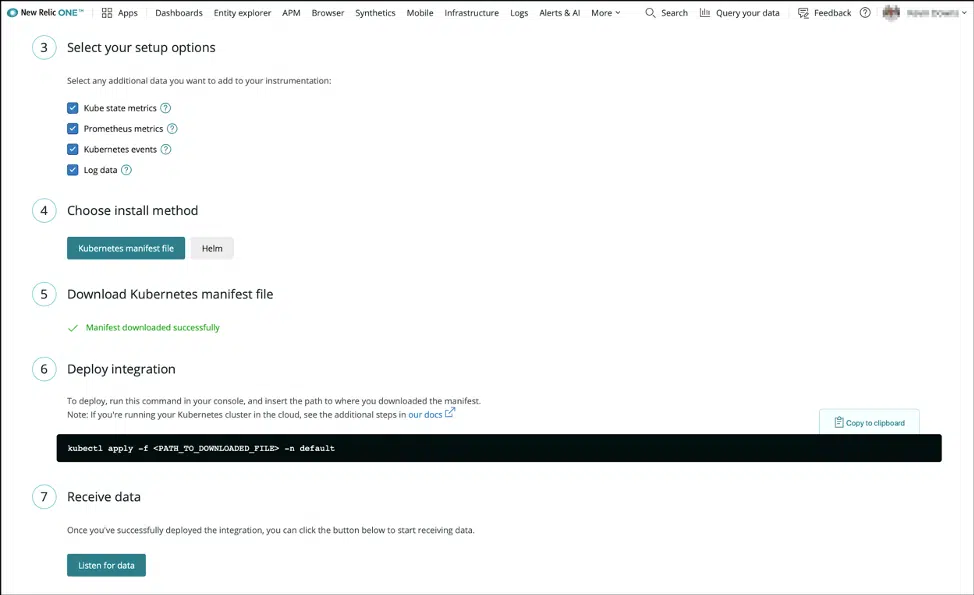 New Relic ONE™ Apps Dashboards Entity explorer APM Browser Synthetics Mobile Infrastructure Logs Alerts & AI More Search Query your data Feedback ?
3 Select your setup options
Select any additional data you want to add to your instrumentation:
Kube state metrics ?
Prometheus metrics ?
Kubernetes events ?
Log data ?
4 Choose install method
Kubernetes manifest file Helm
5 Download Kubernetes manifest file
Manifest downloaded successfully
6 Deploy integration
To deploy, run this command in your console, and insert the path to where you downloaded the manifest.
Note: If you're running your Kubernetes cluster in the cloud, see the additional steps in our docs
Copy to clipboard
kubectl apply -f <PATH_TO_DOWNLOADED_FILE> -n default
7 Receive data
Once you've successfully deployed the integration, you can click the button below to start receiving data.
Listen for data